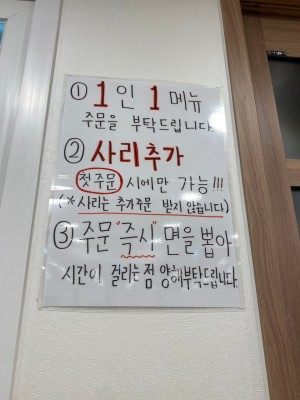 ① 1인 1메뉴
주문을 부탁드립니다.
② 사리추가
첫주문 시에만 가능!!!
(*사리는 추가주문 받지 않습니다)
③ 주문 "즉시" 면을 뽑아
시간이 걸리는 점 양해부탁드립니다.